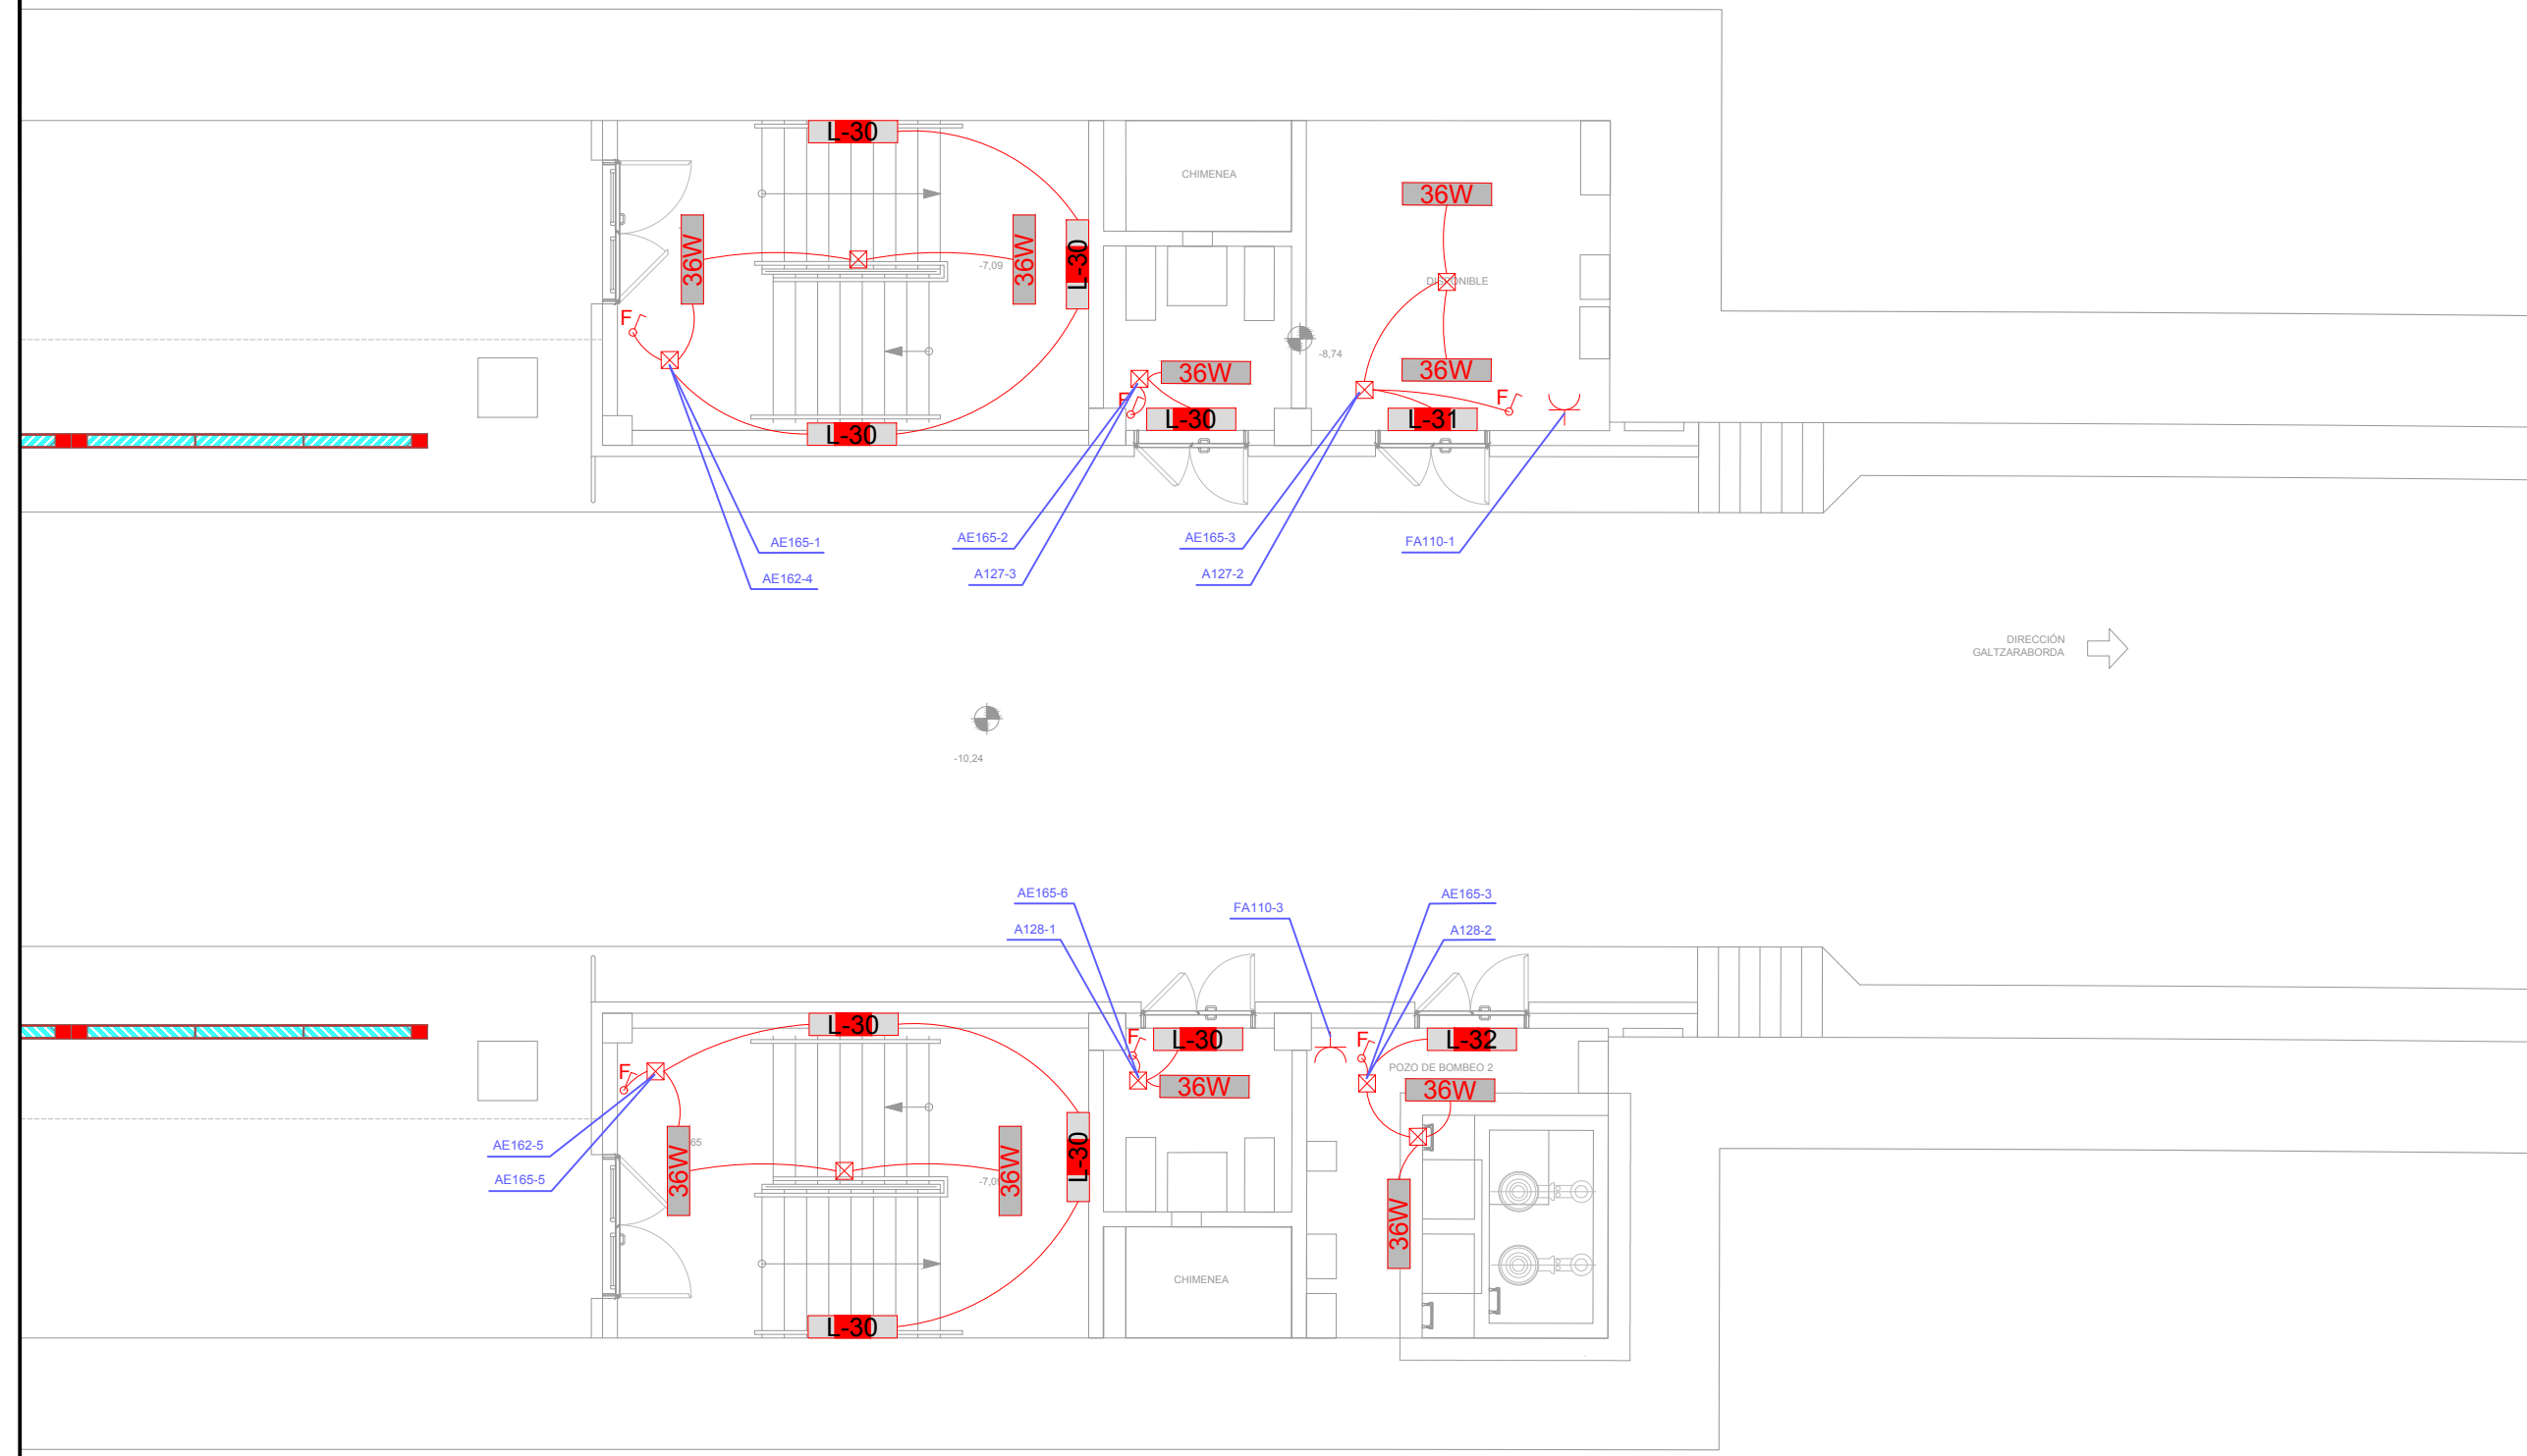 L-30
CHIMENEA
36W
36W
36W
L-30
-7,09
DISPONIBLE
F
-8,74
36W
36W
F
F
L-30
L-31
L-30
AE165-1
AE165-2
AE165-3
FA110-1
AE162-4
A127-3
A127-2
DIRECCIÓN
GALTZARABORDA
-10,24
AE165-6
AE165-3
FA110-3
A128-1
A128-2
L-30
F
L-30
F
L-32
F
POZO DE BOMBEO 2
36W
36W
AE162-5
65
L-30
36W
36W
-7,0
AE165-5
36W
CHIMENEA
L-30